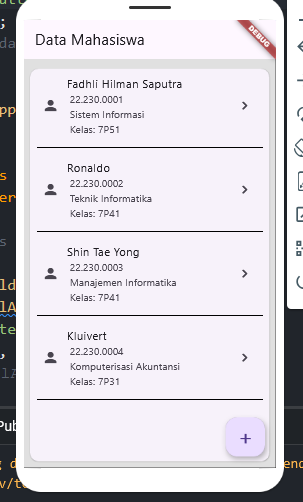 Data Mahasiswa
DEBUG
Fadhli Hilman Saputra
22.230.0001
Sistem Informasi
Kelas: 7P51
Ronaldo
22.230.0002
Teknik Informatika
Kelas: 7P41
Shin Tae Yong
22.230.0003
Manajemen Informatika
Kelas: 7P41
Kluivert
22.230.0004
Komputerisasi Akuntansi
Kelas: 7P31
+